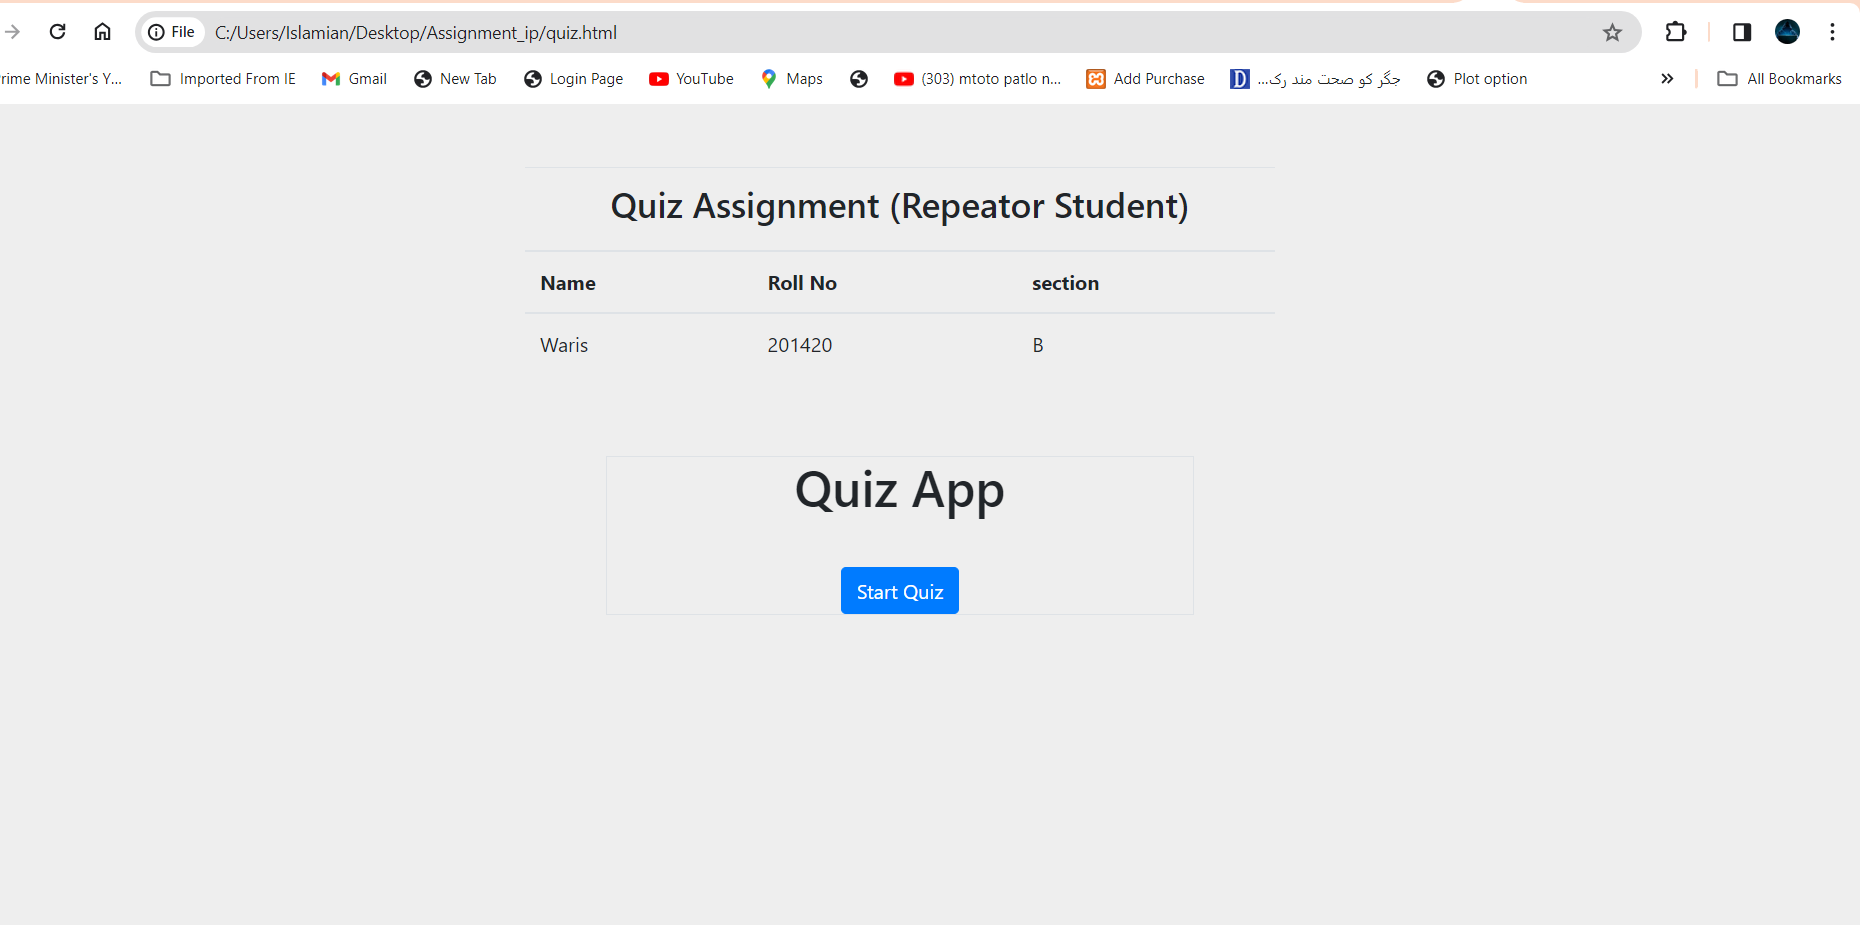 File C:/Users/Islamian/Desktop/Assignment_ip/quiz.html
rime Minister's Y... Imported From IE Gmail New Tab Login Page YouTube Maps (303) mtoto patlo n... Add Purchase جگر کو صحت مند رک... Plot option » All Bookmarks
Quiz Assignment (Repeator Student)
Name Roll No section
Waris 201420 B
Quiz App
Start Quiz